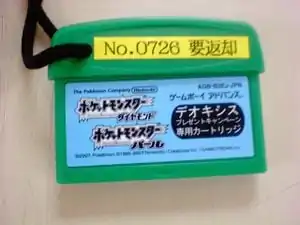 No.0726 要返却
The Pokémon Company Nintendo
ポケットモンスター
ダイヤモンド
ポケットモンスター
パール
ゲームボーイ アドバンス
デオキシス
プレゼントキャンペーン
専用カートリッジ